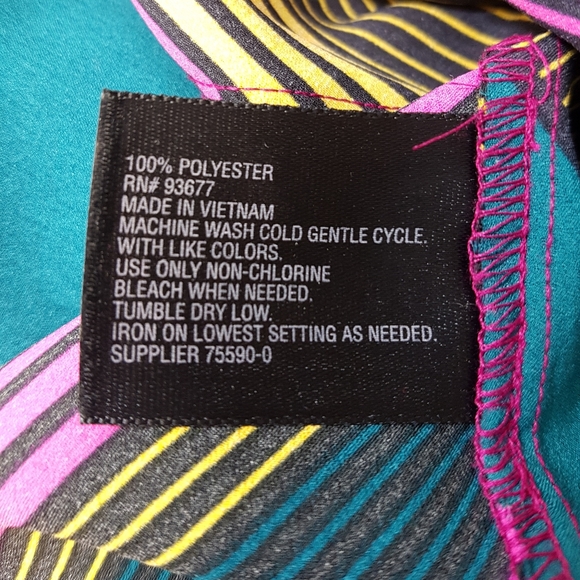 100% POLYESTER
RN# 93677
MADE IN VIETNAM
MACHINE WASH COLD GENTLE CYCLE.
WITH LIKE COLORS.
USE ONLY NON-CHLORINE
BLEACH WHEN NEEDED.
TUMBLE DRY LOW.
IRON ON LOWEST SETTING AS NEEDED.
SUPPLIER 75590-0